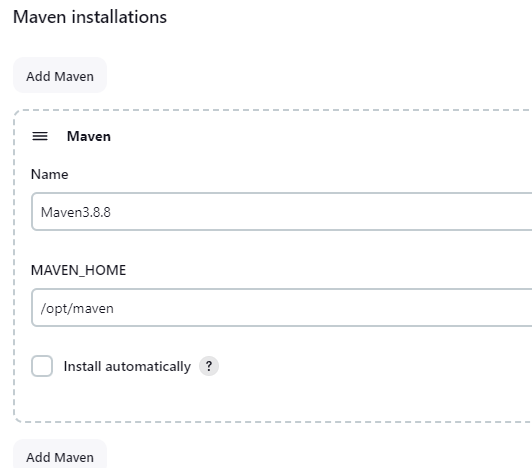 Maven installations
Add Maven
Maven
Name
Maven3.8.8
MAVEN_HOME
/opt/maven
Install automatically ?
Add Maven